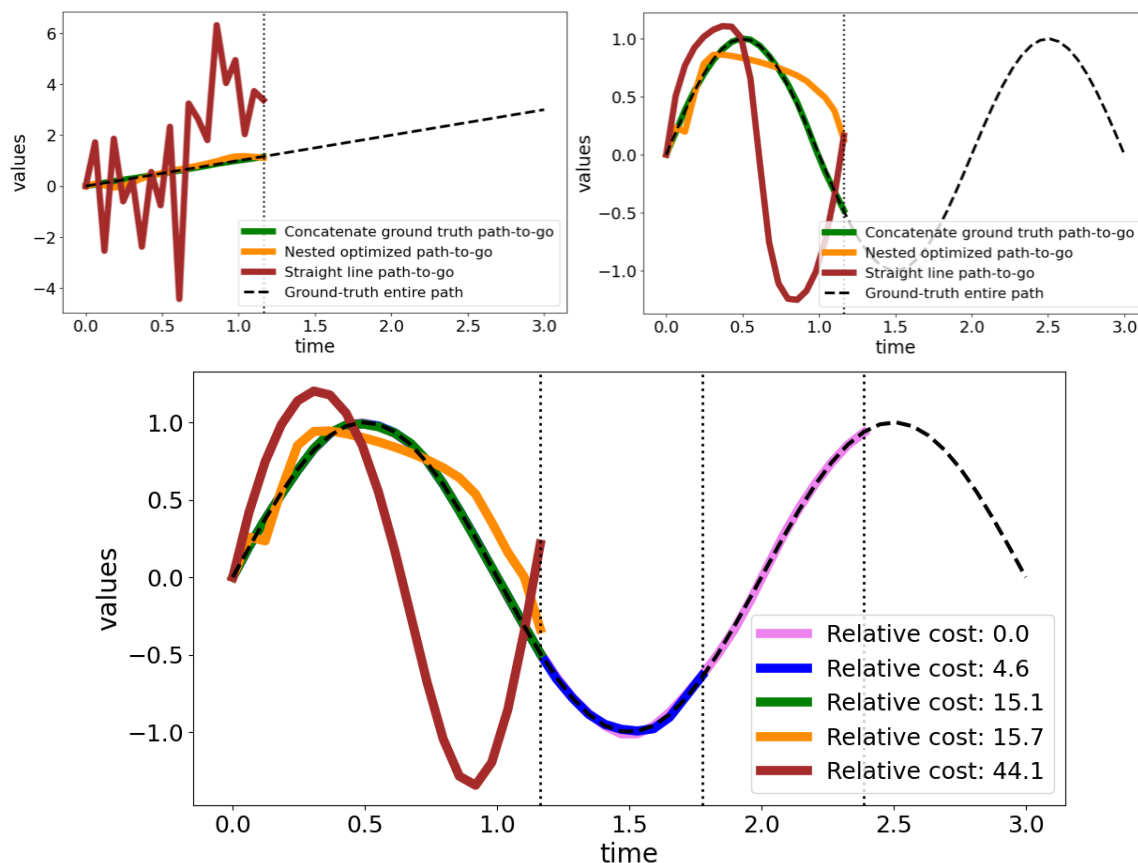 6
4
2
0
−2
−4
values
0.0 0.5 1.0 1.5 2.0 2.5 3.0
time
Concatenate ground truth path-to-go
Nested optimized path-to-go
Straight line path-to-go
Ground-truth entire path
1.0
0.5
0.0
−0.5
−1.0
values
0.0 0.5 1.0 1.5 2.0 2.5 3.0
time
Concatenate ground truth path-to-go
Nested optimized path-to-go
Straight line path-to-go
Ground-truth entire path
1.0
0.5
0.0
−0.5
−1.0
values
0.0 0.5 1.0 1.5 2.0 2.5 3.0
time
Relative cost: 0.0
Relative cost: 4.6
Relative cost: 15.1
Relative cost: 15.7
Relative cost: 44.1